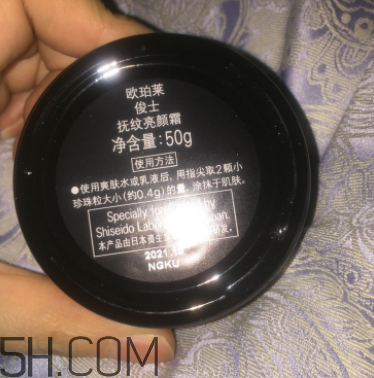 欧珀莱
俊士
抚纹亮颜霜
净含量:50g
使用方法
●使用爽肤水或乳液后，用指尖取2颗小
珍珠粒大小(约0.4g)的量，涂抹于肌肤。
Specially by
Shiseido
本产品由日本资生
2021.
NGKU
5H.COM